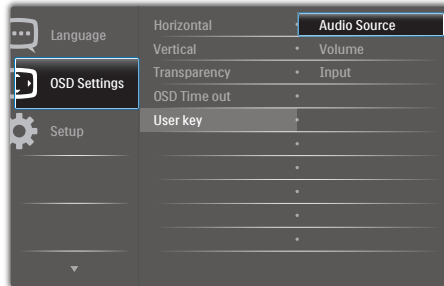 Language
OSD Settings
Setup
Horizontal
Vertical
Transparency
OSD Time out
User key
Audio Source
Volume
Input